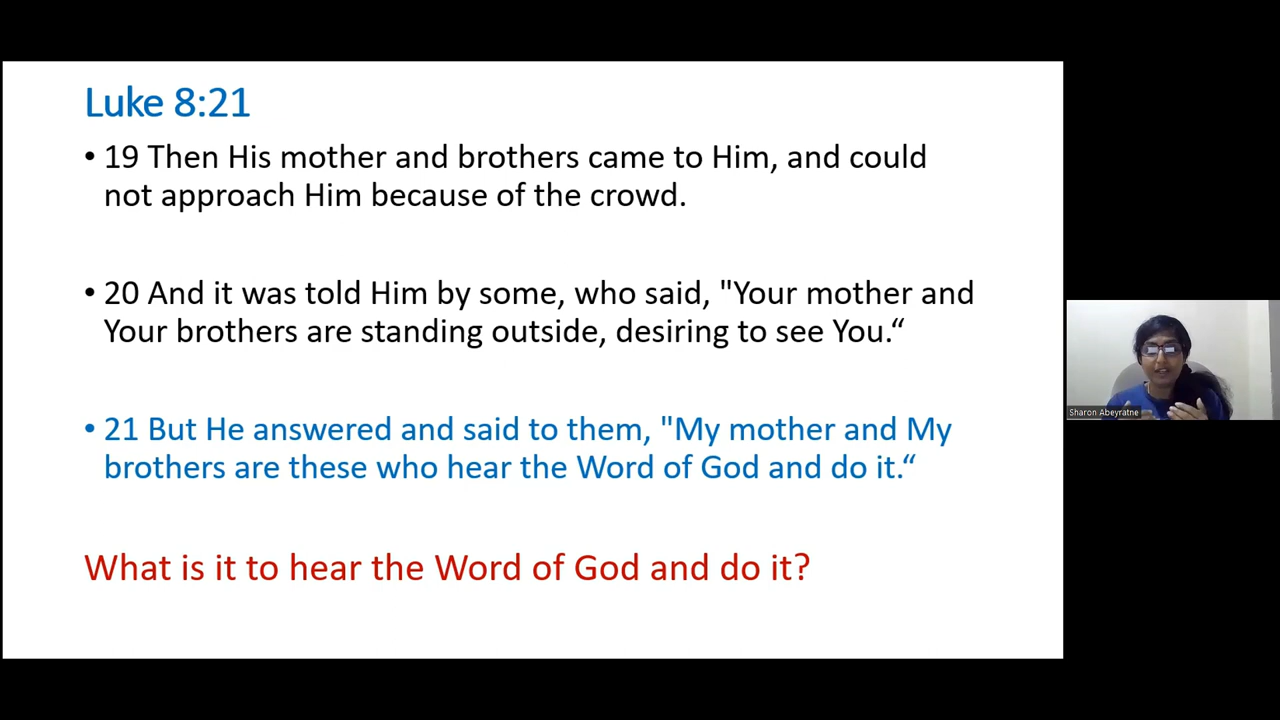 Luke 8:21
• 19 Then His mother and brothers came to Him, and could
not approach Him because of the crowd.
• 20 And it was told Him by some, who said, "Your mother and
Your brothers are standing outside, desiring to see You.“
• 21 But He answered and said to them, "My mother and My
brothers are these who hear the Word of God and do it.“
What is it to hear the Word of God and do it?
Sharon Abeyratne